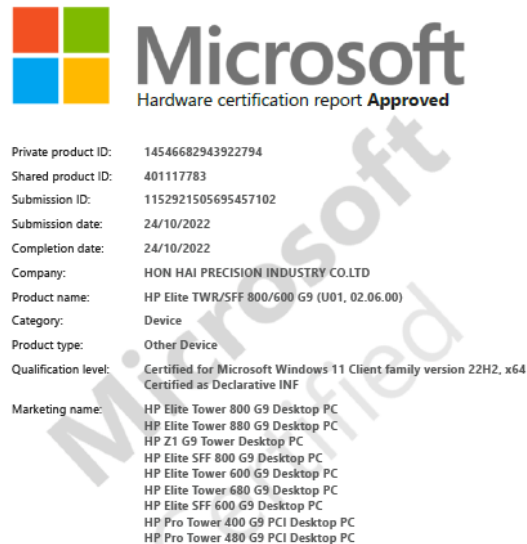 Microsoft
Hardware certification report Approved
Private product ID: 14546682943922794
Shared product ID: 401117783
Submission ID: 1152921505695457102
Submission date: 24/10/2022
Completion date: 24/10/2022
Company: HON HAI PRECISION INDUSTRY CO.LTD
Product name: HP Elite TWR/SFF 800/600 G9 (U01, 02.06.00)
Category: Device
Product type: Other Device
Qualification level: Certified for Microsoft Windows 11 Client family version 22H2, x64
Certified as Declarative INF
Marketing name: HP Elite Tower 800 G9 Desktop PC
HP Elite Tower 880 G9 Desktop PC
HP Z1 G9 Tower Desktop PC
HP Elite SFF 800 G9 Desktop PC
HP Elite Tower 600 G9 Desktop PC
HP Elite Tower 680 G9 Desktop PC
HP Elite SFF 600 G9 Desktop PC
HP Pro Tower 400 G9 PCI Desktop PC
HP Pro Tower 480 G9 PCI Desktop PC
Microsoft
Certified